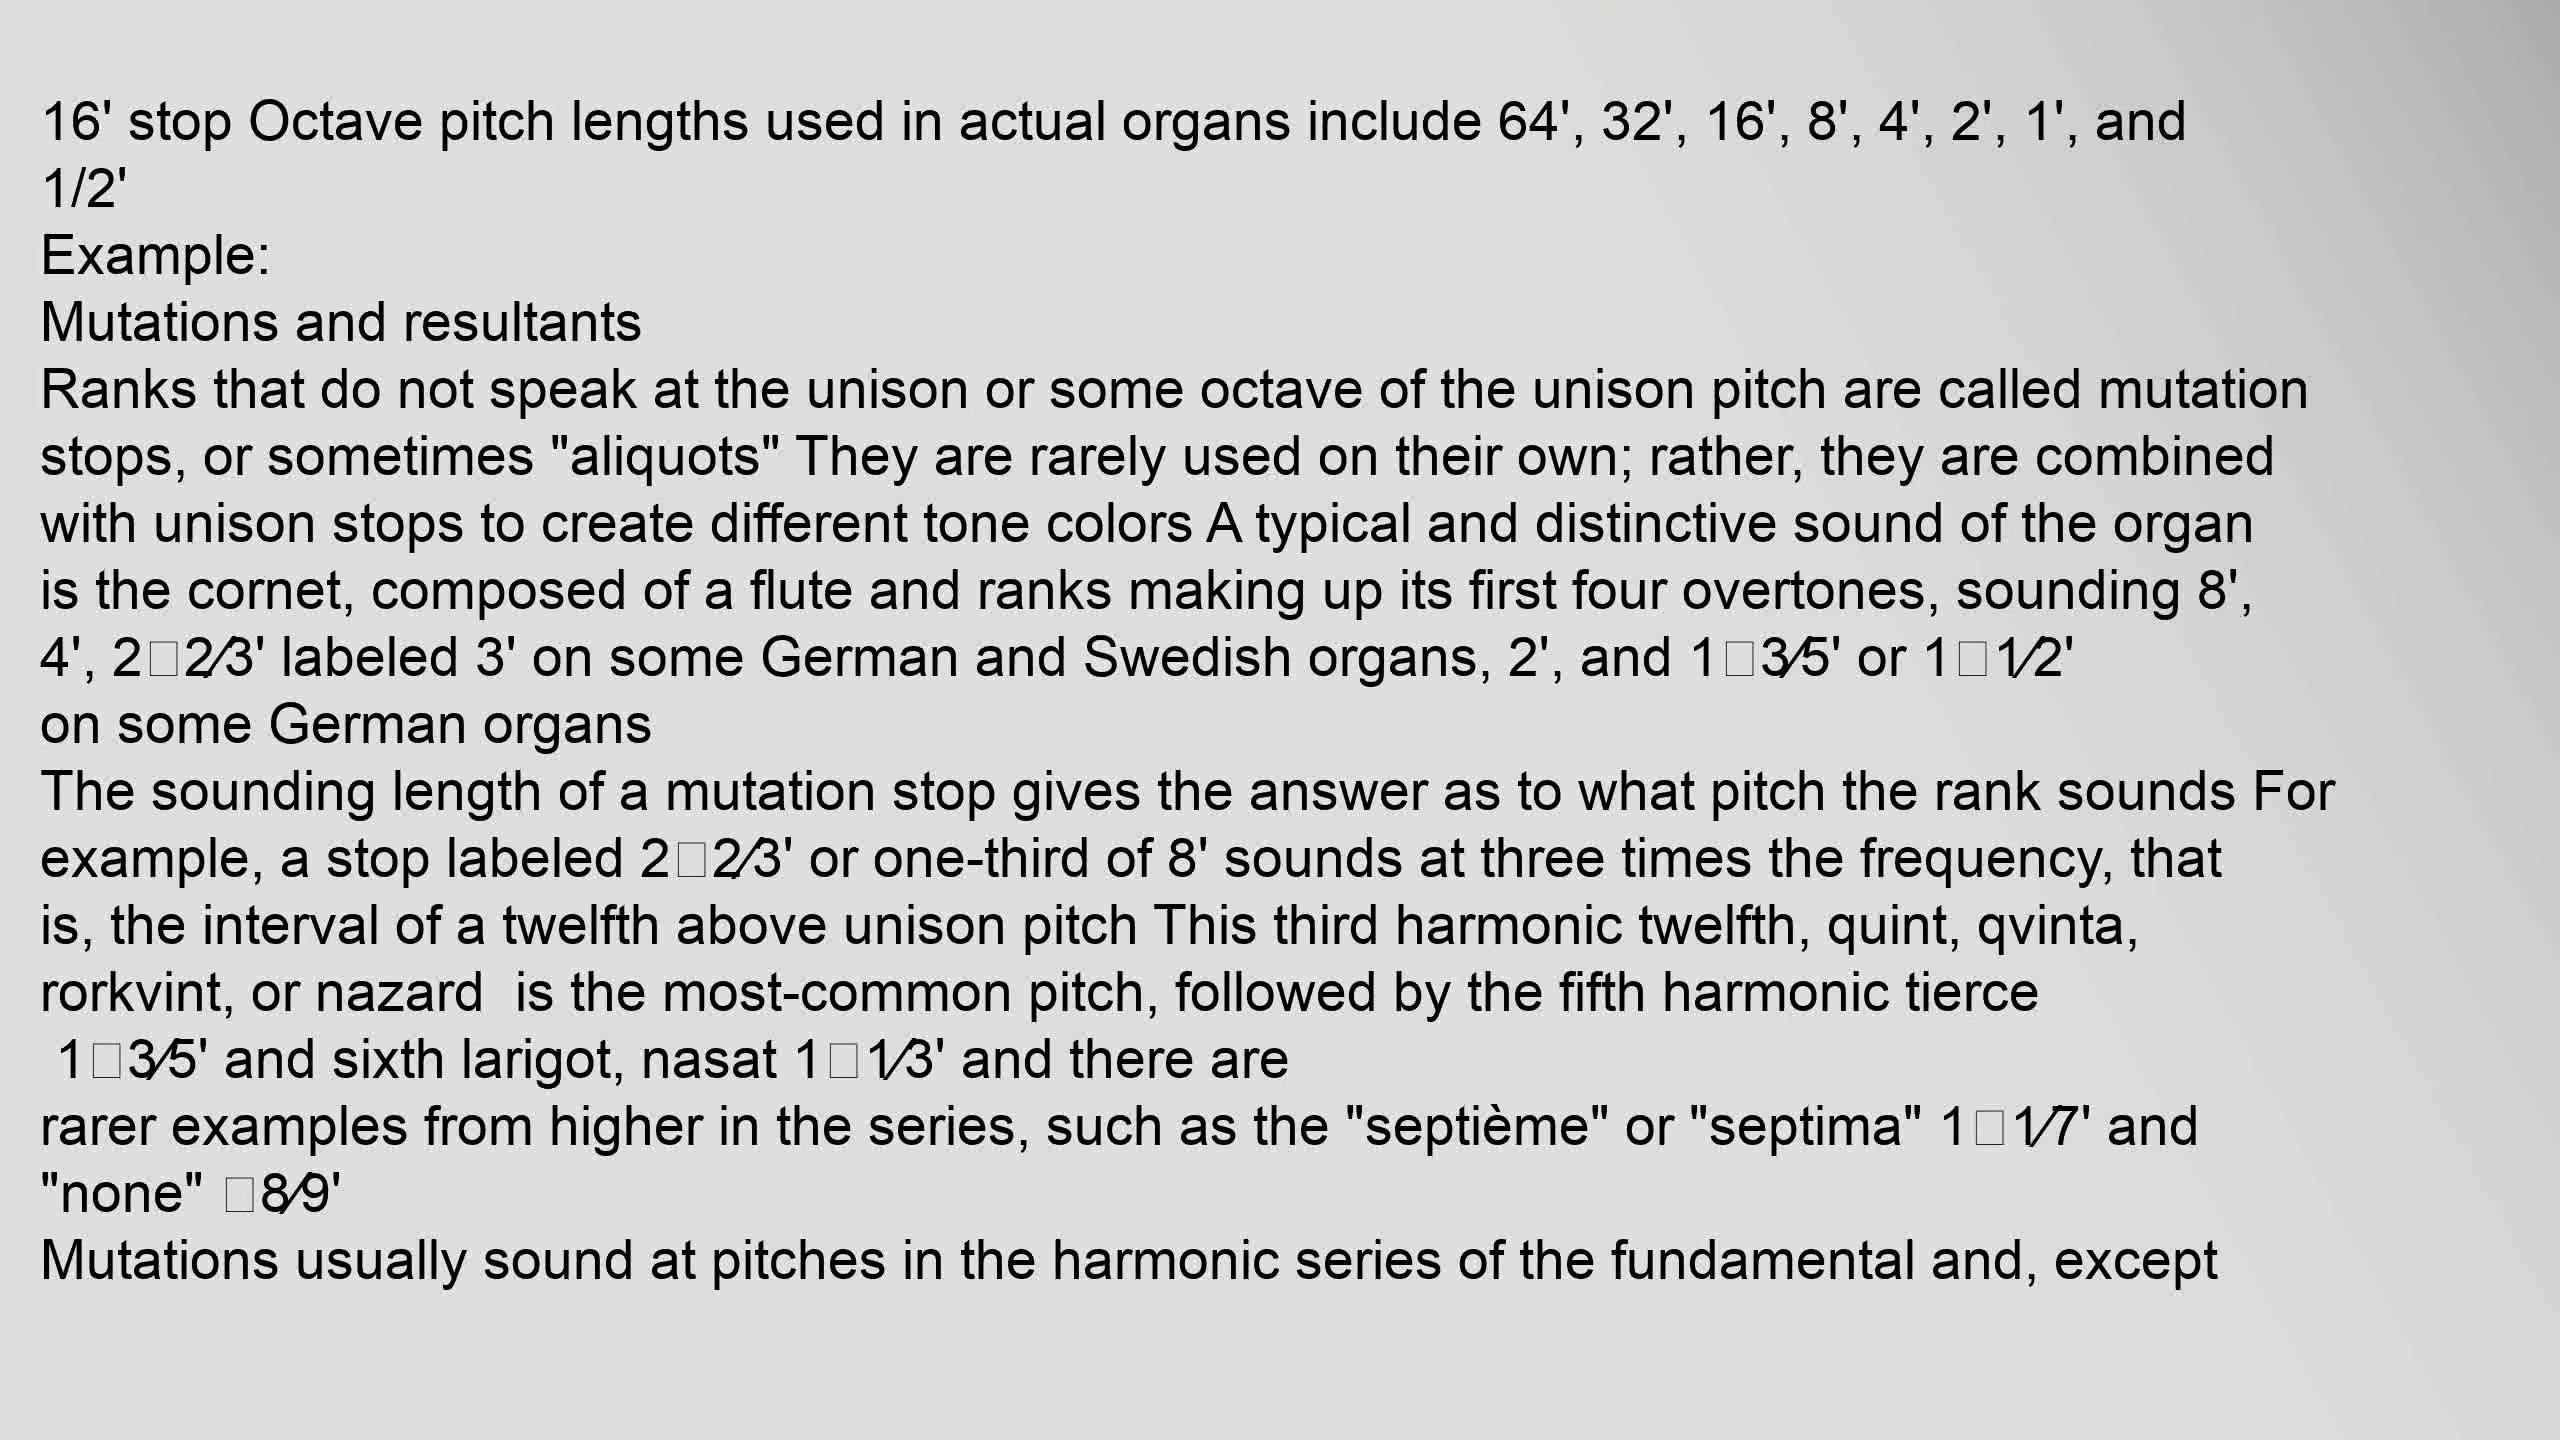 16' stop Octave pitch lengths used in actual organs include 64', 32', 16', 8', 4', 2', 1', and
1/2'
Example:
Mutations and resultants
Ranks that do not speak at the unison or some octave of the unison pitch are called mutation
stops, or sometimes "aliquots" They are rarely used on their own; rather, they are combined
with unison stops to create different tone colors A typical and distinctive sound of the organ
is the cornet, composed of a flute and ranks making up its first four overtones, sounding 8',
4', 2□2⁄3' labeled 3' on some German and Swedish organs, 2', and 1□3⁄5' or 1□1⁄2'
on some German organs
The sounding length of a mutation stop gives the answer as to what pitch the rank sounds For
example, a stop labeled 2□2⁄3' or one-third of 8' sounds at three times the frequency, that
is, the interval of a twelfth above unison pitch This third harmonic twelfth, quint, qvinta,
rorkvint, or nazard  is the most-common pitch, followed by the fifth harmonic tierce
1□3⁄5' and sixth larigot, nasat 1□1⁄3' and there are
rarer examples from higher in the series, such as the "septième" or "septima" 1□1⁄7' and
"none" □8⁄9'
Mutations usually sound at pitches in the harmonic series of the fundamental and, except